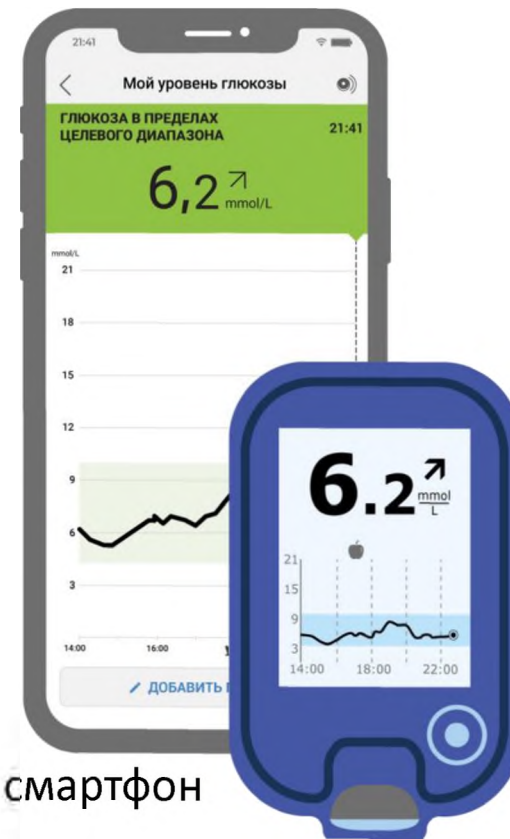 21:41
Мой уровень глюкозы
ГЛЮКОЗА В ПРЕДЕЛАХ
ЦЕЛЕВОГО ДИАПАЗОНА
21:41
6,2 mmol/L
mmol/L
21
18
15
12
9
6
3
14:00 16:00
ДОБАВИТЬ
6.2 mmol/L
21
15
9
3
14:00 18:00 22:00
смартфон